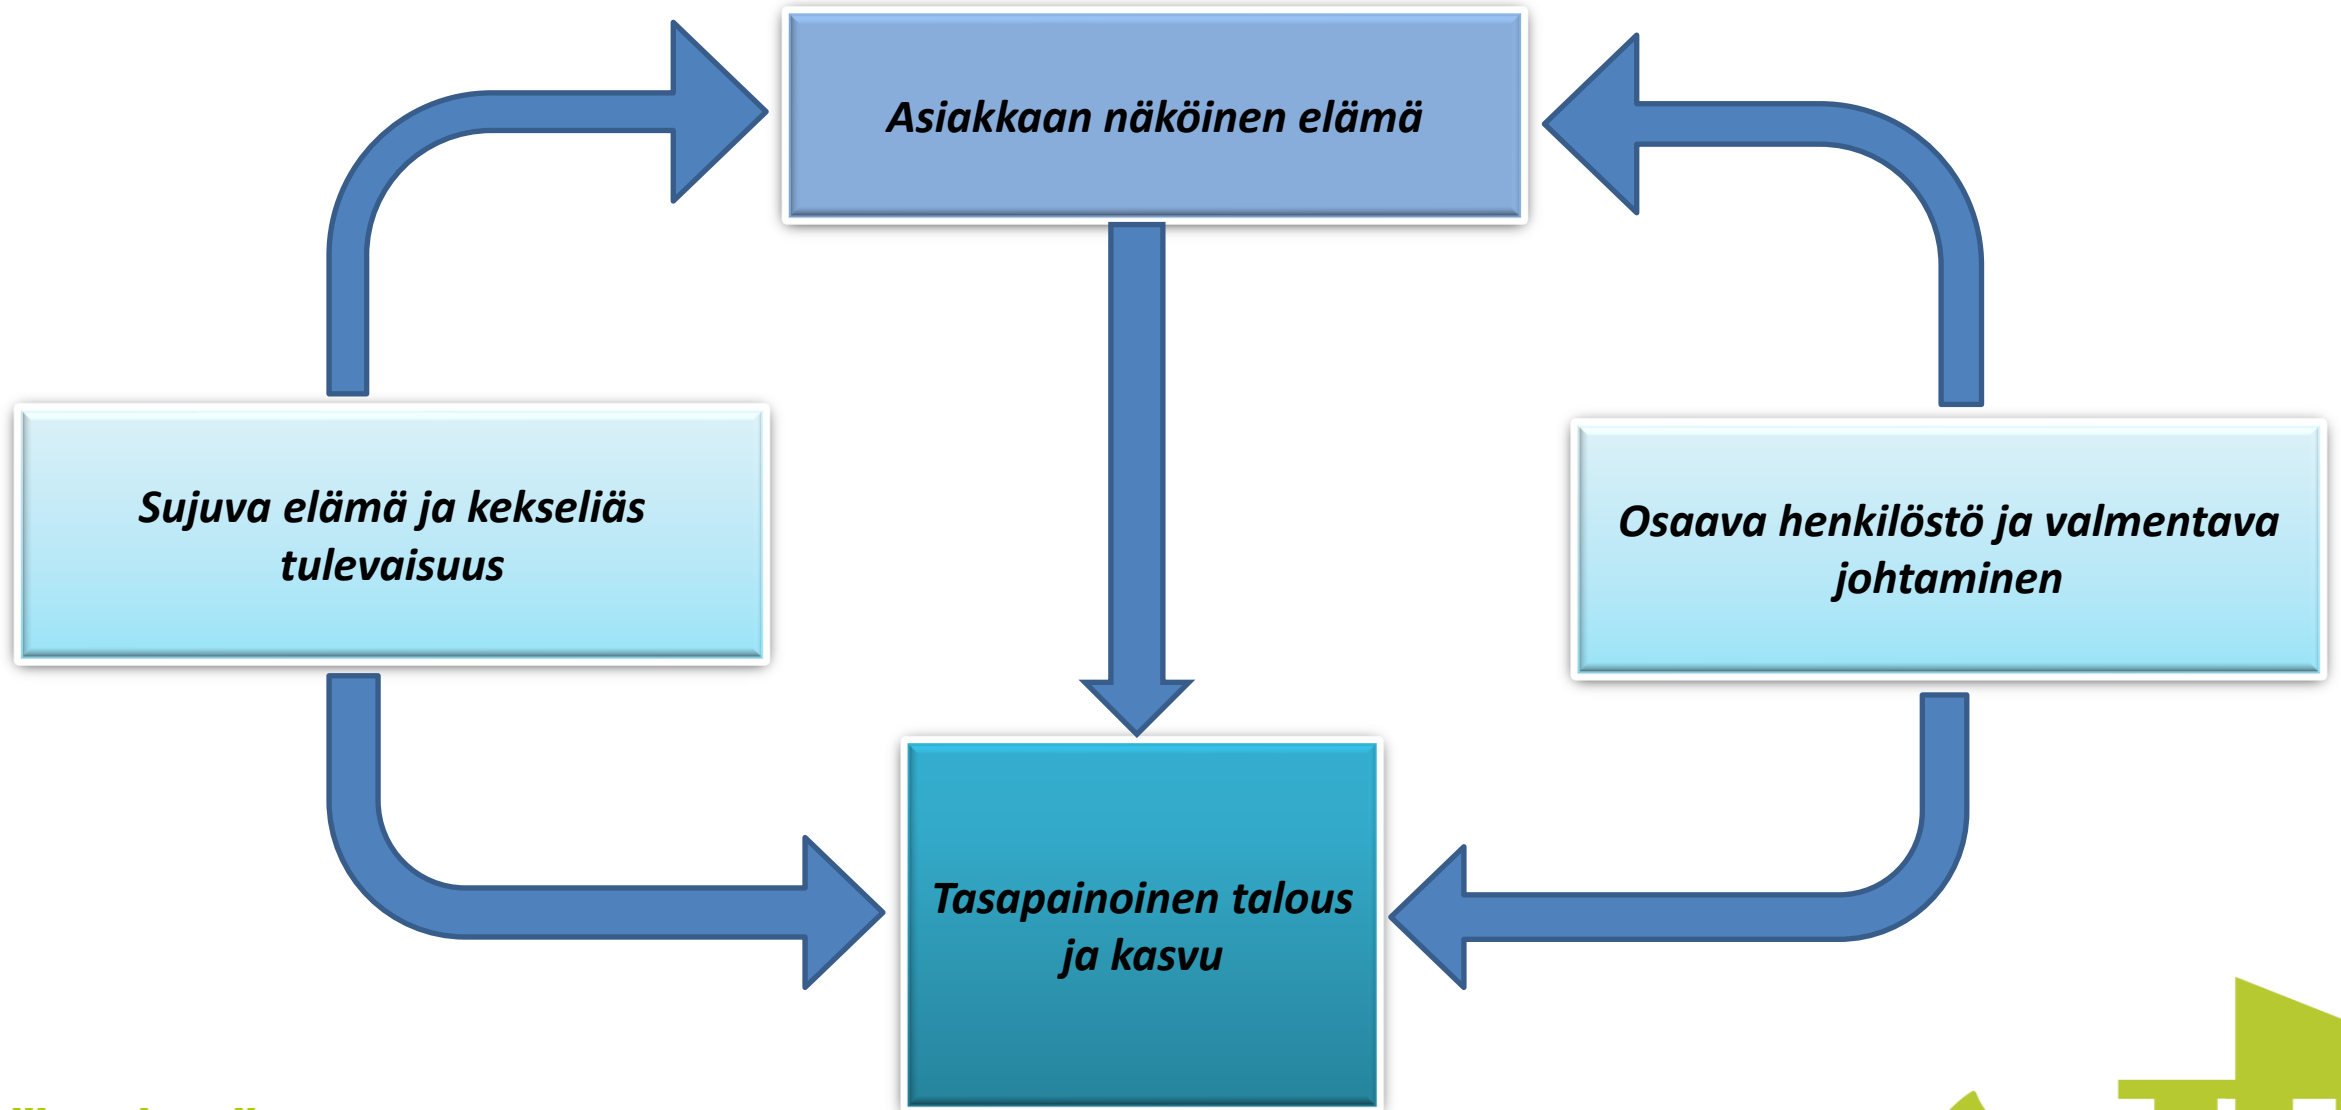 Asiakkaan näköinen elämä
Sujuva elämä ja kekseliäs
tulevaisuus
Osaava henkilöstö ja valmentava
johtaminen
Tasapainoinen talous
ja kasvu